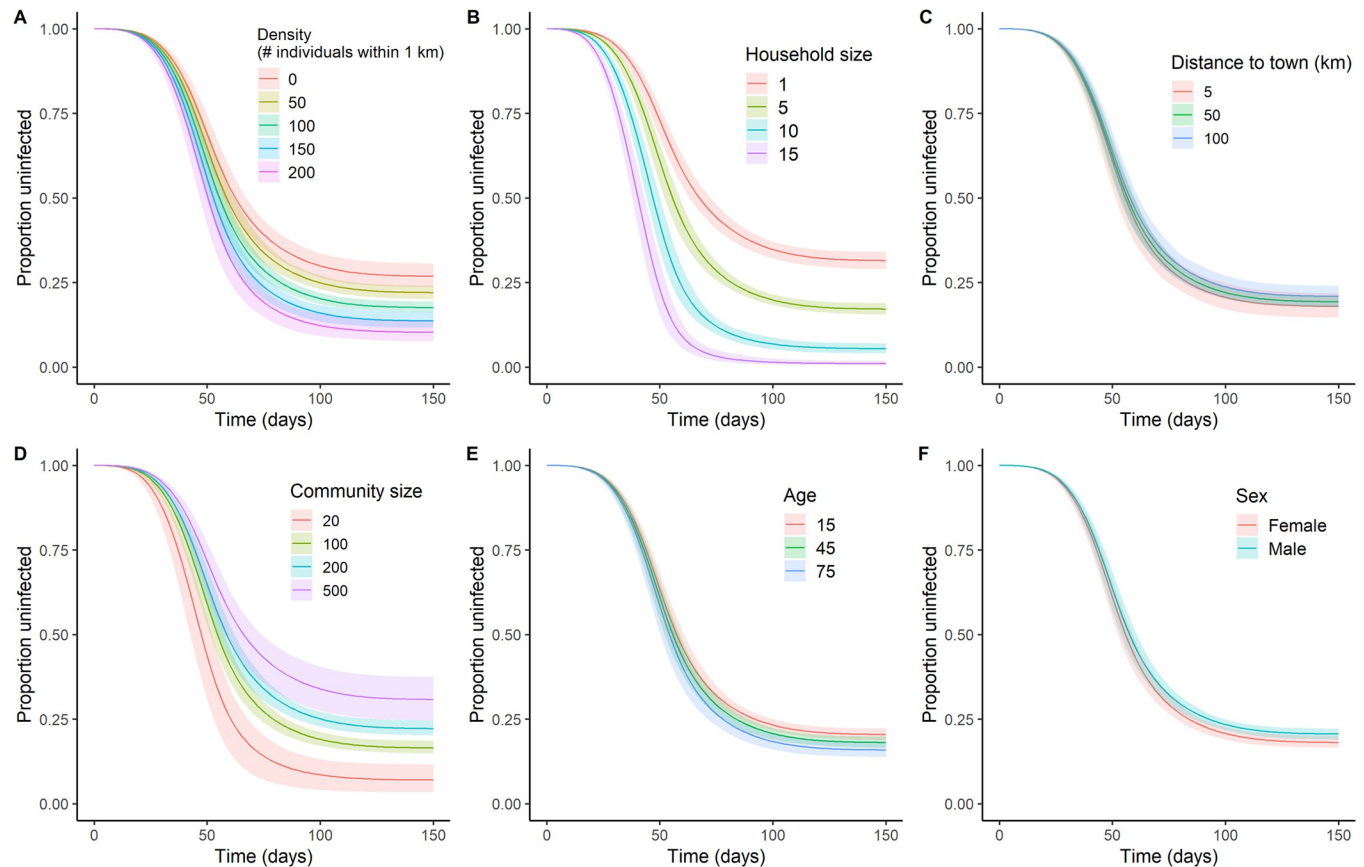 A
Density
(# individuals within 1 km)
0
50
100
150
200
1.00
0.75
0.50
0.25
0.00
Proportion uninfected
0 50 100 150
Time (days)
B
Household size
1
5
10
15
1.00
0.75
0.50
0.25
0.00
Proportion uninfected
0 50 100 150
Time (days)
C
Distance to town (km)
5
50
100
1.00
0.75
0.50
0.25
0.00
Proportion uninfected
0 50 100 150
Time (days)
D
Community size
20
100
200
500
1.00
0.75
0.50
0.25
0.00
Proportion uninfected
0 50 100 150
Time (days)
E
Age
15
45
75
1.00
0.75
0.50
0.25
0.00
Proportion uninfected
0 50 100 150
Time (days)
F
Sex
Female
Male
1.00
0.75
0.50
0.25
0.00
Proportion uninfected
0 50 100 150
Time (days)